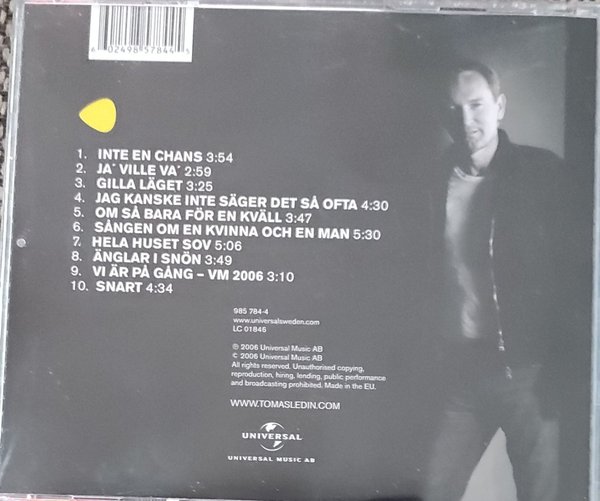 6 02498 57844 5
1. INTE EN CHANS 3:54
2. JA´ VILLE VA´ 2:59
3. GILLA LÄGET 3:25
4. JAG KANSKE INTE SÄGER DET SÅ OFTA 4:30
5. OM SÅ BARA FÖR EN KVÄLL 3:47
6. SÅNGEN OM EN KVINNA OCH EN MAN 5:30
7. HELA HUSET SOV 5:06
8. ÄNGLAR I SNÖN 3;49
9. VI ÄR PÅ GÅNG – VM 2006 3:10
10. SNART 4:34
985 784-4
www.universalsweden.com
LC 01846
℗ 2006 Universal Music AB
© 2006 Universal Music AB
All rights reserved. Unauthorised copying,
reproduction, hiring, lending, public performance
and broadcasting prohibited. Made in the EU.
WWW.TOMASLEDIN.COM
UNIVERSAL
UNIVERSAL MUSIC AB